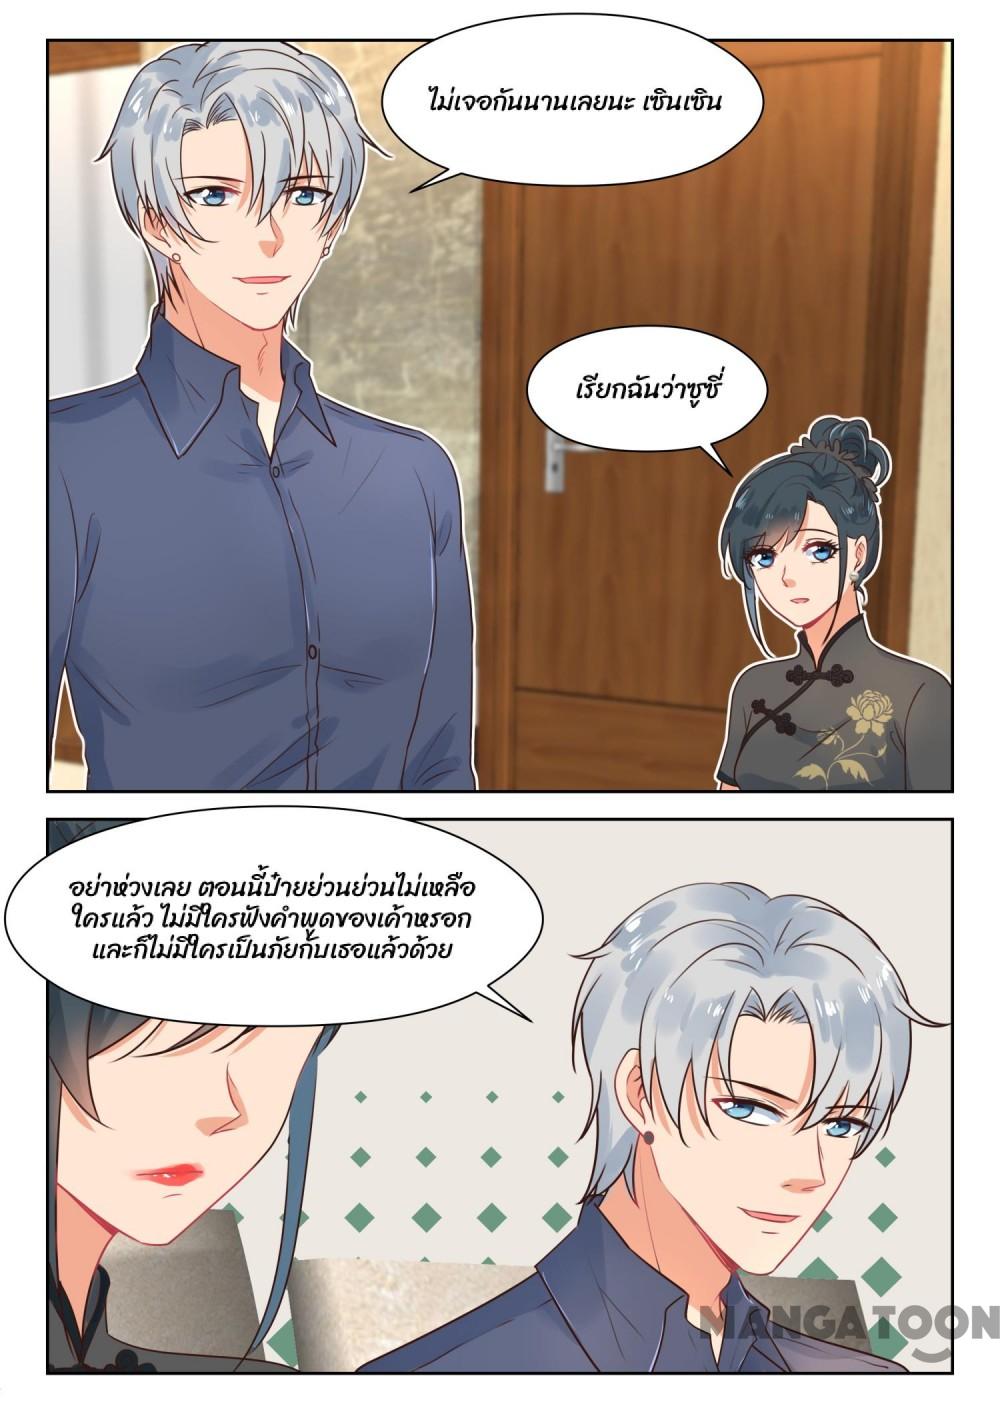 ไม่เจอกันนานเลยนะ เซินเซิน
เรียกฉันว่าซูซี่
อย่าห่วงเลย ตอนนี้ป๋ายย่วนย่วนไม่เหลือ
ใครแล้ว ไม่มีใครฟังคำพูดของเค้าหรอก
และก็ไม่มีใครเป็นภัยกับเธอแล้วด้วย
MANGATOON